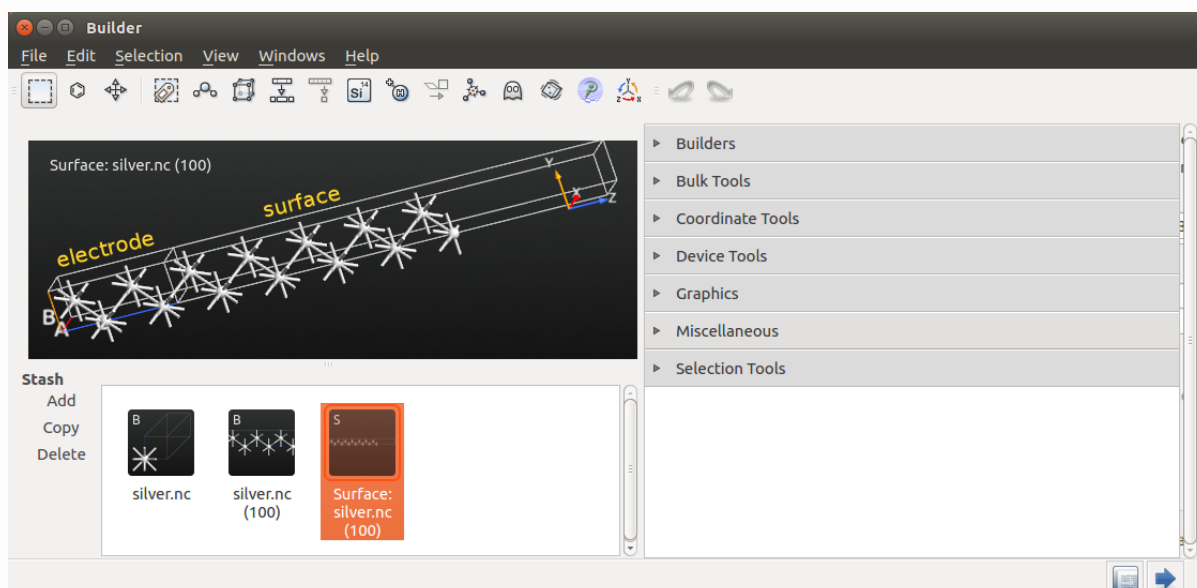 Builder
File Edit Selection View Windows Help
Si 14
Surface: silver.nc (100)
surface
electrode
Y
X
Z
B
A
Builders
Bulk Tools
Coordinate Tools
Device Tools
Graphics
Miscellaneous
Selection Tools
Stash
Add
Copy
Delete
B
silver.nc
B
silver.nc
(100)
S
Surface:
silver.nc
(100)